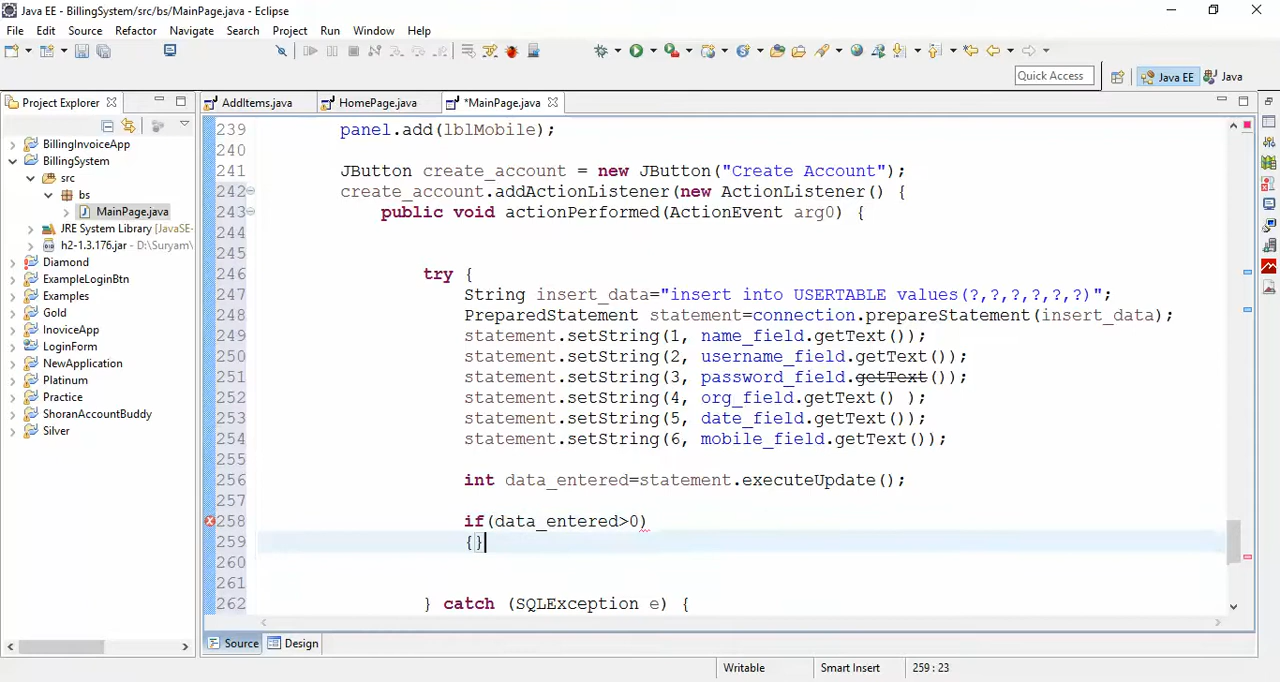 Java EE - BillingSystem/src/bs/MainPage.java - Eclipse
File Edit Source Refactor Navigate Search Project Run Window Help
Quick Access
Java EE
Java
Project Explorer
AddItems.java
HomePage.java
*MainPage.java
BillingInvoiceApp
BillingSystem
src
bs
MainPage.java
JRE System Library [JavaSE-
h2-1.3.176.jar - D:\Suryam\
Diamond
ExampleLoginBtn
Examples
Gold
InoviceApp
LoginForm
NewApplication
Platinum
Practice
ShoranAccountBuddy
Silver
239 panel.add(lblMobile);
240
241 JButton create_account = new JButton("Create Account");
242 create_account.addActionListener(new ActionListener() {
243 public void actionPerformed(ActionEvent arg0) {
244
245
246 try {
247 String insert_data="insert into USERTABLE values(?,?,?,?,?,?)";
248 PreparedStatement statement=connection.prepareStatement(insert_data);
249 statement.setString(1, name_field.getText());
250 statement.setString(2, username_field.getText());
251 statement.setString(3, password_field.getText());
252 statement.setString(4, org_field.getText() );
253 statement.setString(5, date_field.getText());
254 statement.setString(6, mobile_field.getText());
255
256 int data_entered=statement.executeUpdate();
257
258 if(data_entered>0)
259 {}
260
261
262 } catch (SQLException e) {
Source Design
Writable Smart Insert 259 : 23